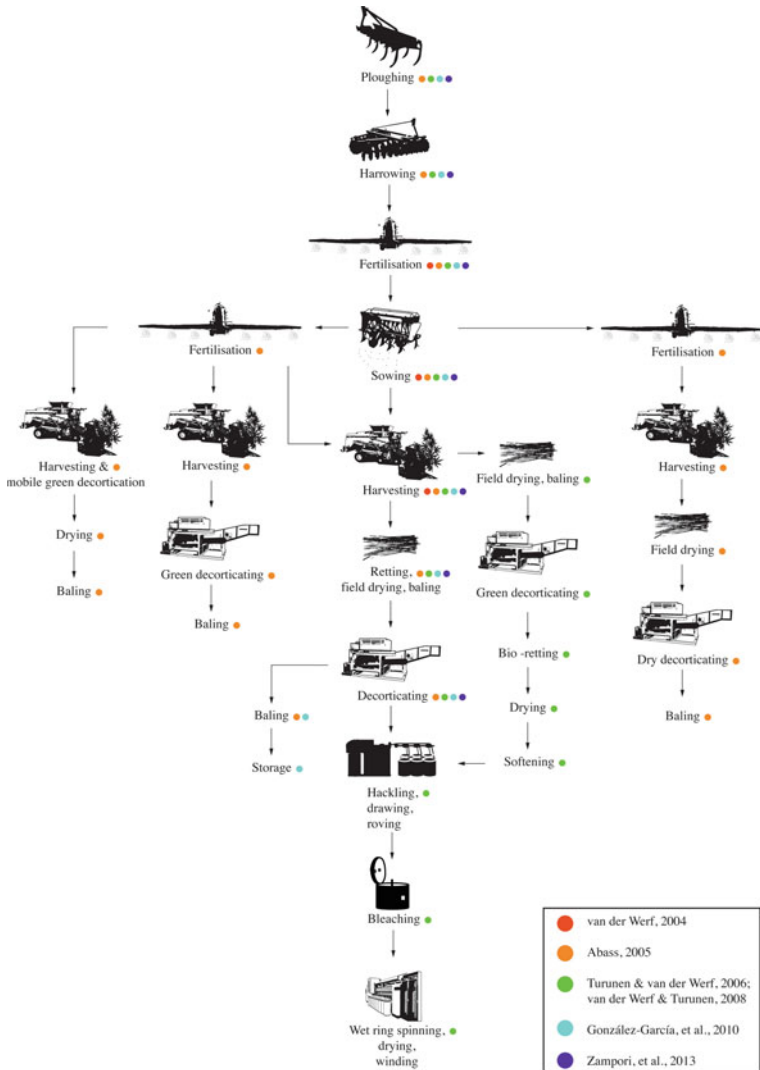 Ploughing
Harrowing
Fertilisation
Fertilisation
Sowing
Fertilisation
Harvesting &
mobile green decortication
Harvesting
Harvesting
Field drying, baling
Harvesting
Drying
Green decorticating
Retting,
field drying, baling
Green decorticating
Field drying
Baling
Baling
Bio -retting
Dry decorticating
Decorticating
Baling
Drying
Baling
Storage
Softening
Hackling,
drawing,
roving
Bleaching
Wet ring spinning,
drying,
winding
van der Werf, 2004
Abass, 2005
Turunen & van der Werf, 2006;
van der Werf & Turunen, 2008
González-García, et al., 2010
Zampori, et al., 2013